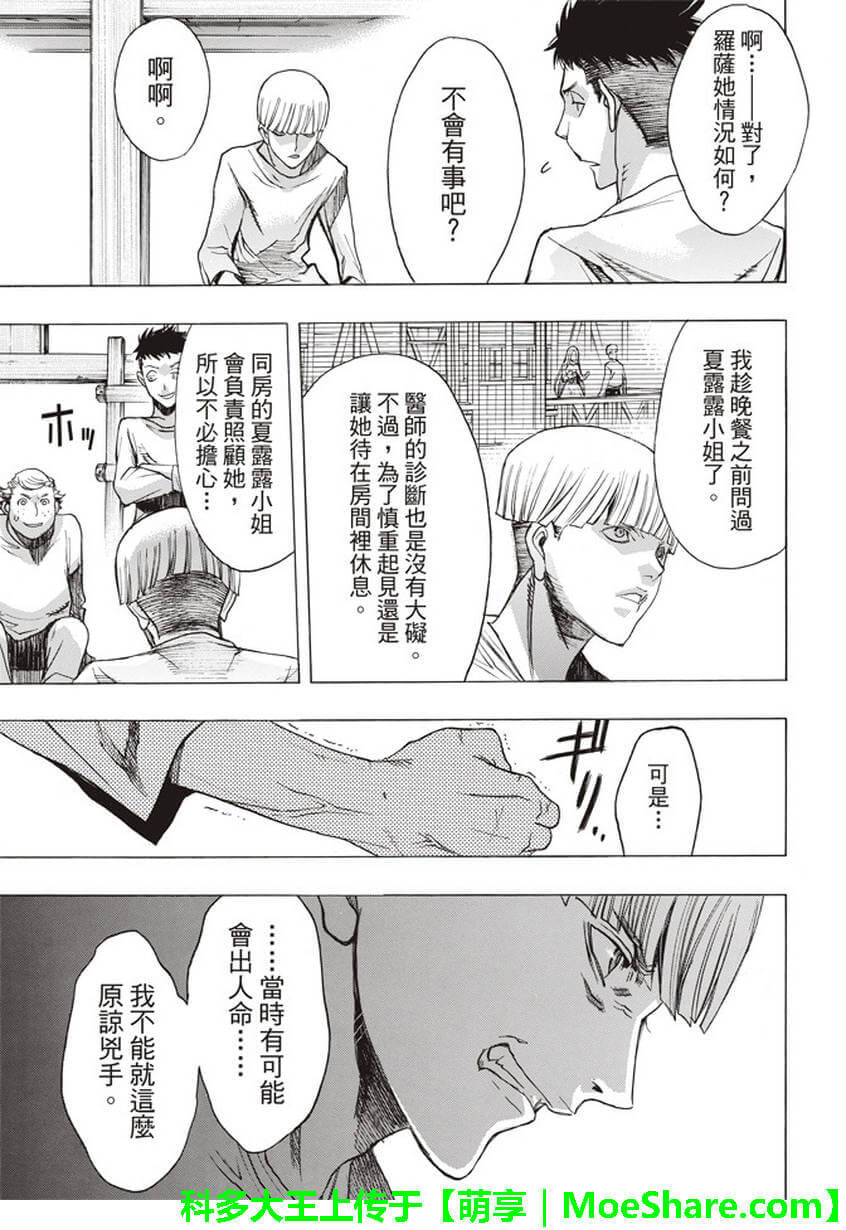 啊…──對了，
羅薩她情況如何？
不會有事吧？
啊啊。
我趁晚餐之前問過
夏露露小姐了。
醫師的診斷也是沒有大礙。
不過，為了慎重起見還是
讓她待在房間裡休息。
同房的夏露露小姐
會負責照顧她，
所以不必擔心…
ホッ
可是…
ギュ
……當時有可能
會出人命……
我不能就這麼
原諒兇手。
科多大王上传于【萌享｜MoeShare.com】